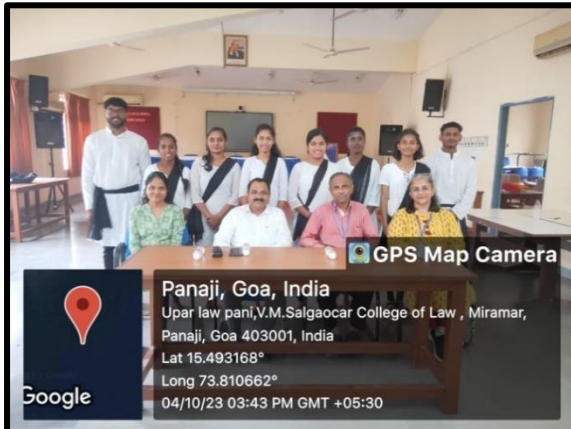 GPS Map Camera
Panaji, Goa, India
Upar law pani,V.M.Salgaocar College of Law , Miramar,
Panaji, Goa 403001, India
Lat 15.493168°
Long 73.810662°
04/10/23 03:43 PM GMT +05:30
Google